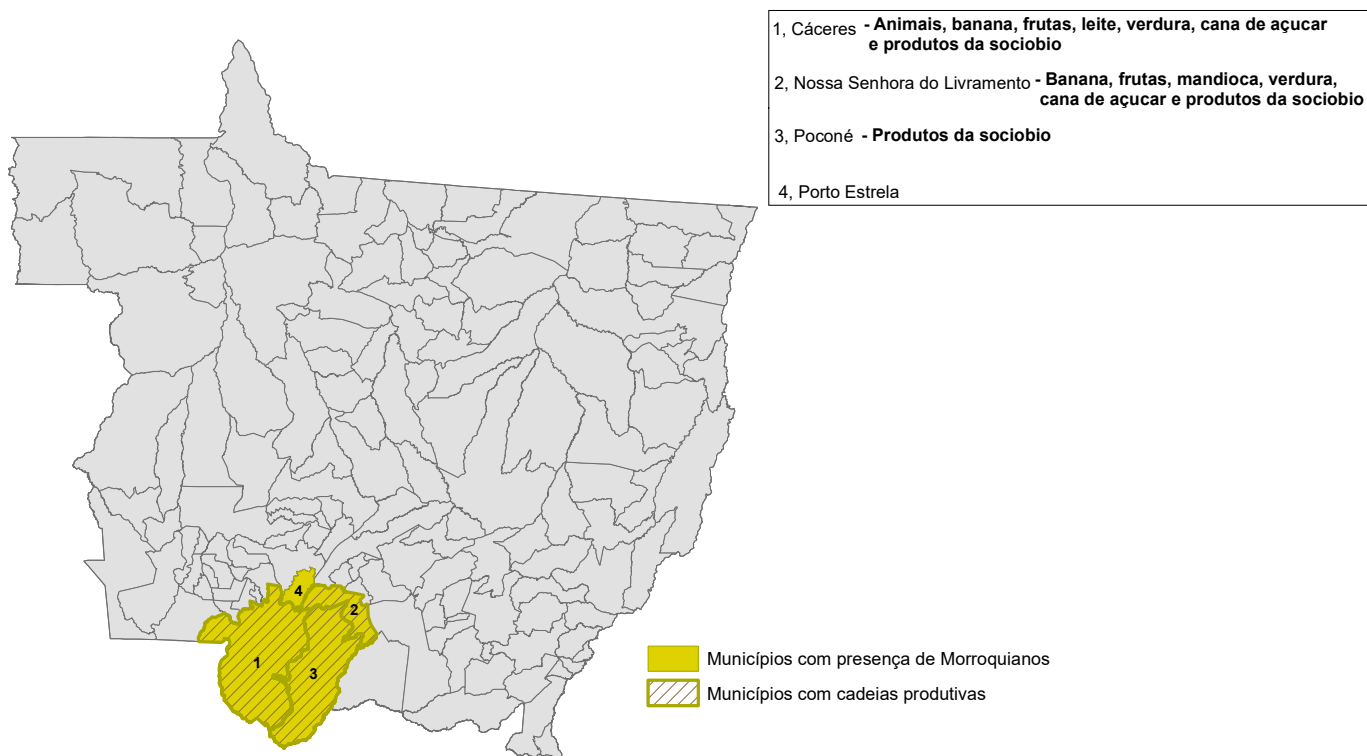 1, Cáceres - Animais, banana, frutas, leite, verdura, cana de açucar
e produtos da sociobio
2, Nossa Senhora do Livramento - Banana, frutas, mandioca, verdura,
cana de açucar e produtos da sociobio
3, Poconé - Produtos da sociobio
4, Porto Estrela
4
2
1
3
Municípios com presença de Morroquianos
Municípios com cadeias produtivas